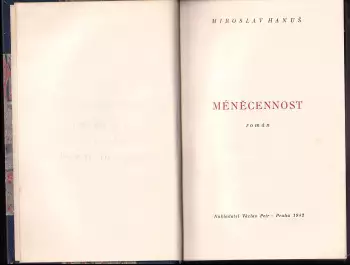 MIROSLAV HANUŠ
MÉNĚCENNOST
román
Nakladatel Václav Petr - Praha 1942